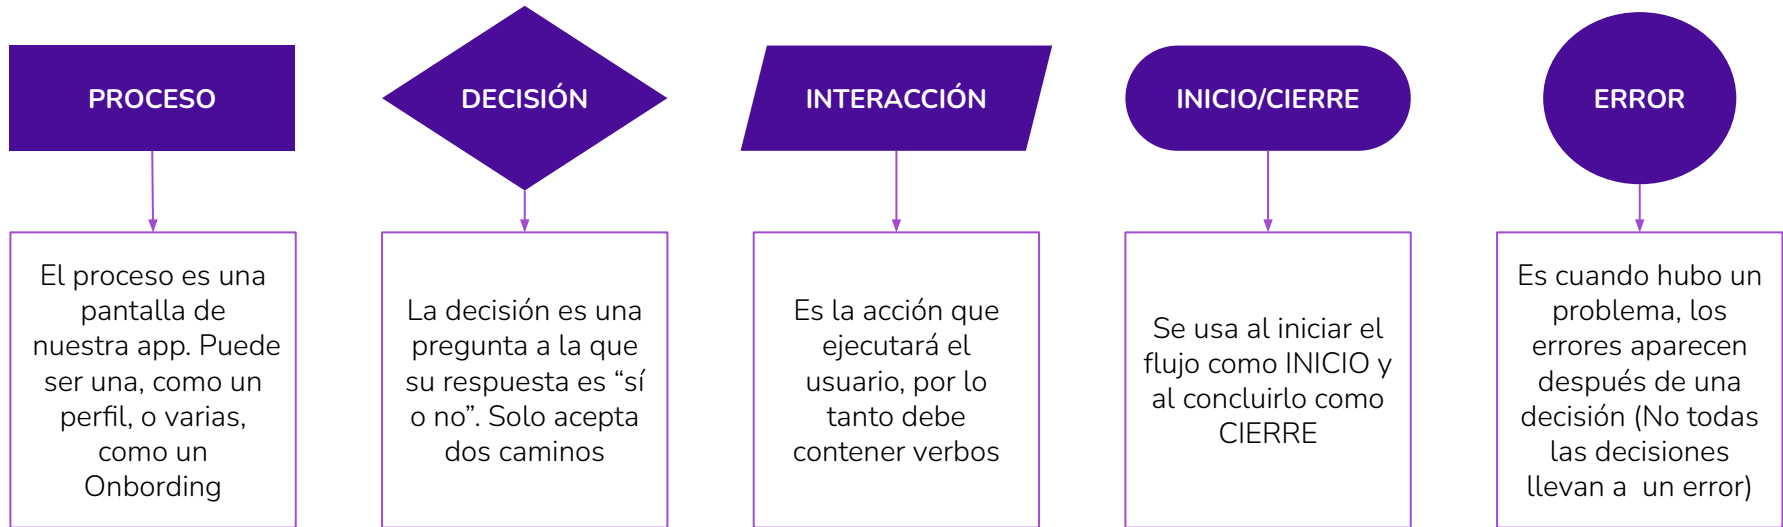 PROCESO
DECISIÓN
INTERACCIÓN
INICIO/CIERRE
ERROR
El proceso es una
pantalla de
nuestra app. Puede
ser una, como un
perfil, o varias,
como un
Onbording
La decisión es una
pregunta a la que
su respuesta es “sí
o no”. Solo acepta
dos caminos
Es la acción que
ejecutará el
usuario, por lo
tanto debe
contener verbos
Se usa al iniciar el
flujo como INICIO y
al concluirlo como
CIERRE
Es cuando hubo un
problema, los
errores aparecen
después de una
decisión (No todas
las decisiones
llevan a  un error)